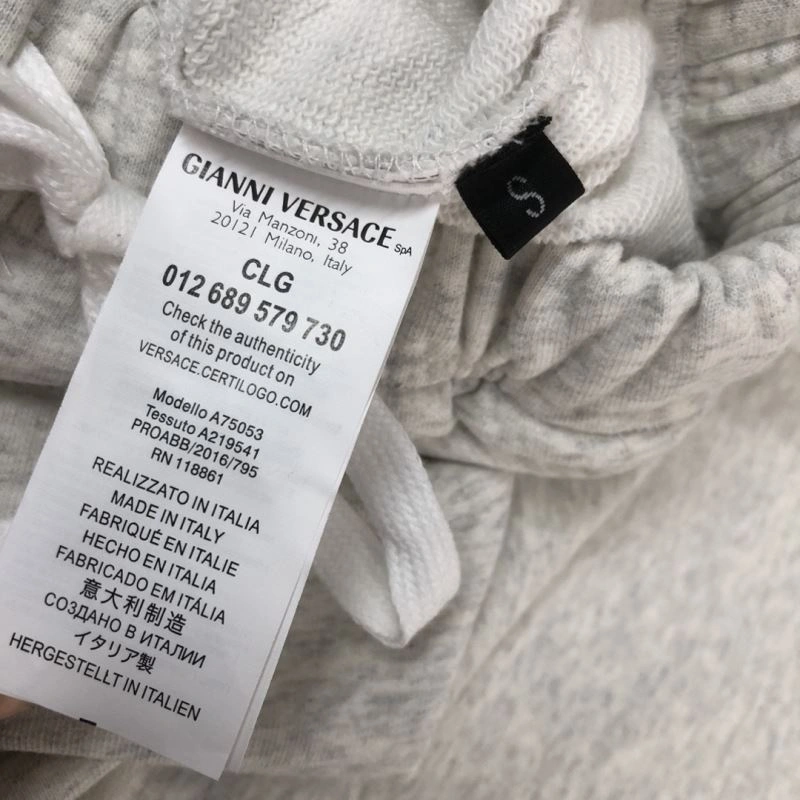 GIANNI VERSACE SpA
Via Manzoni, 38
20121 Milano, Italy
CLG
012 689 579 730
Check the authenticity
of this product on
VERSACE.CERTILOGO.COM
Modello A75053
Tessuto A219541
PROABB/2016/795
RN 118861
REALIZZATO IN ITALIA
MADE IN ITALY
FABRIQUÉ EN ITALIE
HECHO EN ITALIA
FABRICADO EM ITÁLIA
意大利制造
СОЗДАНО В ИТАЛИИ
イタリア製
HERGESTELLT IN ITALIEN
S